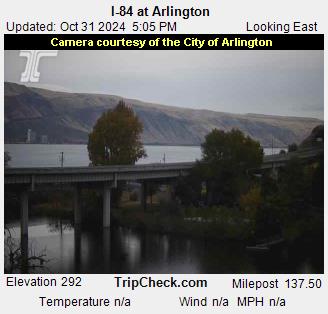 I-84 at Arlington
Updated: Oct 31 2024 5:05 PM Looking East
Camera courtesy of the City of Arlington
Elevation 292 TripCheck.com Milepost 137.50
Temperature n/a Wind n/a MPH n/a